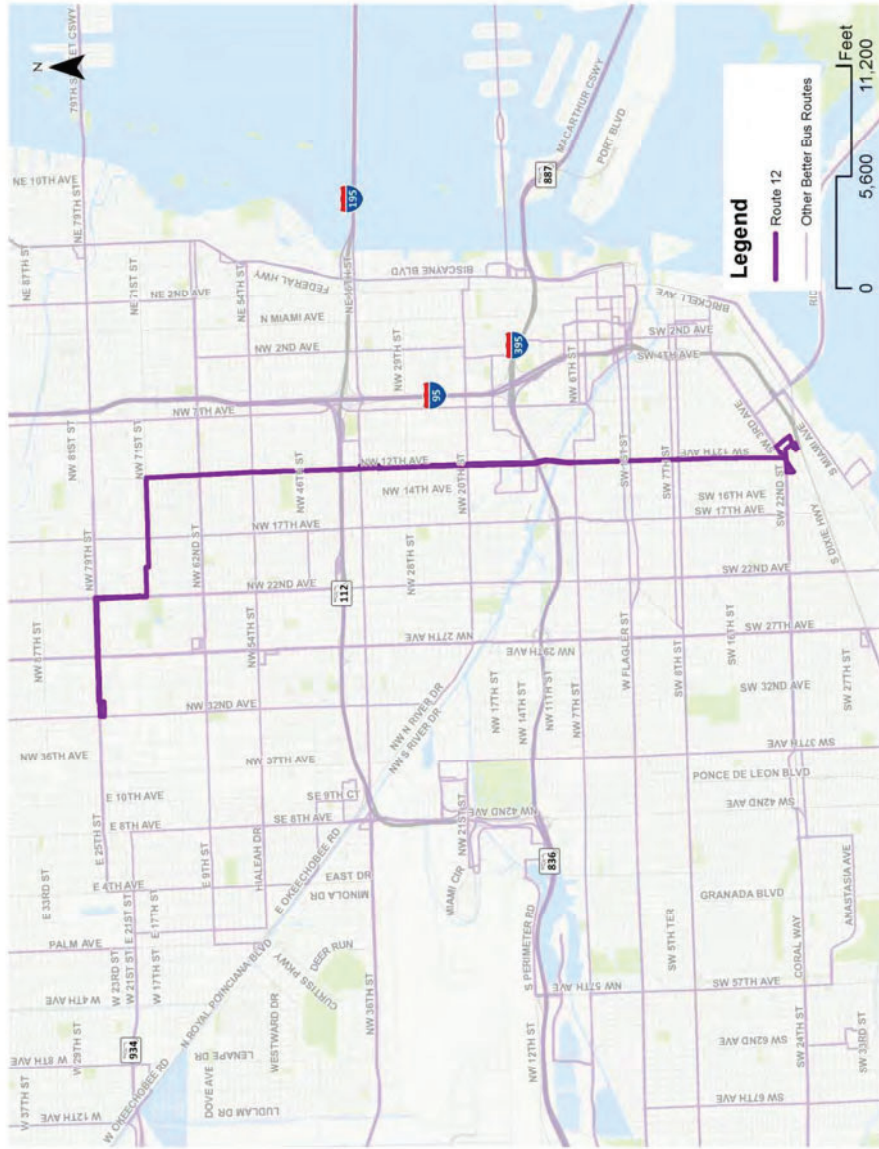 79TH STREET CSWY
N
NE 10TH AVE
NE 87TH ST
NE 79TH ST
NE 71ST ST
NE 2ND AVE
NE 54TH ST
FEDERAL HWY
N MIAMI AVE
NW 2ND AVE
NE 46TH ST
195
NW 29TH ST
BISCAYNE BLVD
MACARTHUR CSWY
PORT BLVD
887
395
95
NW 7TH AVE
NW 81ST ST
NW 71ST ST
NW 6TH ST
BRICKELL AVE
SW 2ND AVE
SW 4TH AVE
SW 3RD AVE
S MIAMI AVE
NW 12TH AVE
SW 12TH AVE
NW 46TH ST
NW 14TH AVE
NW 20TH ST
SW 1ST ST
SW 7TH ST
SW 16TH AVE
SW 17TH AVE
SW 22ND ST
S DIXIE HWY
NW 79TH ST
NW 17TH AVE
NW 62ND ST
NW 22ND AVE
112
NW 28TH ST
SW 22ND AVE
NW 87TH ST
NW 54TH ST
NW 27TH AVE
NW 29TH AVE
W FLAGLER ST
SW 8TH ST
SW 16TH ST
SW 27TH AVE
NW 32ND AVE
NW N RIVER DR
NW S RIVER DR
NW 17TH ST
NW 14TH ST
NW 11TH ST
NW 7TH ST
SW 32ND AVE
SW 27TH ST
NW 36TH AVE
SW 37TH AVE
PONCE DE LEON BLVD
E 10TH AVE
SE 9TH CT
E 8TH AVE
SE 8TH AVE
NW 21ST ST
NW 42ND AVE
SW 42ND AVE
E 25TH ST
E 9TH ST
HIALEAH DR
E OKEECHOBEE RD
MIAMI CIR
836
E 33RD ST
E 4TH AVE
E 21ST ST
E 17TH ST
EAST DR
MINOLA DR
GRANADA BLVD
ANASTASIA AVE
PALM AVE
DEER RUN
CURTISS PKWY
S PERIMETER RD
SW 5TH TER
CORAL WAY
W 23RD ST
W 21ST ST
W 17TH ST
W 4TH AVE
N ROYAL POINCIANA BLVD
NW 36TH ST
NW 57TH AVE
SW 57TH AVE
W 29TH ST
W 8TH AVE
934
WESTWARD DR
LENAPE DR
NW 12TH ST
SW 62ND AVE
SW 24TH ST
SW 33RD ST
W 37TH ST
W 12TH AVE
W OKEECHOBEE RD
DOVE AVE
LUDLAM DR
SW 67TH AVE
Legend
Route 12
Other Better Bus Routes
0 5,600 11,200
Feet